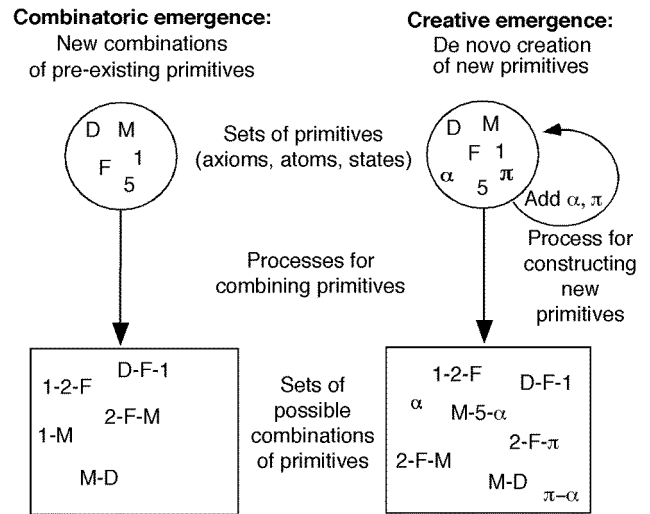 Combinatoric emergence:
New combinations
of pre-existing primitives
Creative emergence:
De novo creation
of new primitives
D M
F 1
5
Sets of primitives
(axioms, atoms, states)
D M
F 1
α 5 π
Add α, π
Process for
constructing
new
primitives
Processes for
combining primitives
D-F-1
1-2-F
2-F-M
1-M
M-D
Sets of
possible
combinations
of primitives
1-2-F
D-F-1
α
M-5-α
2-F-π
2-F-M
M-D
π–α